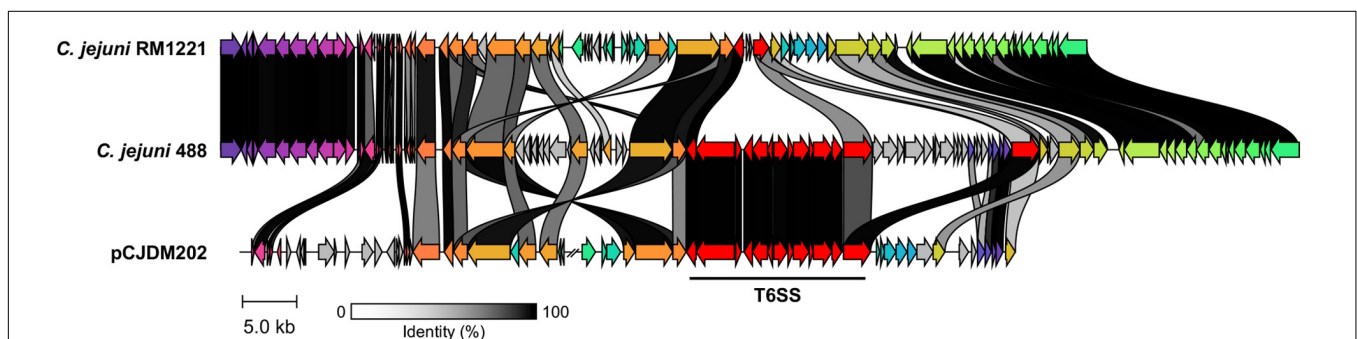 C. jejuni RM1221
C. jejuni 488
pCJDM202
T6SS
5.0 kb
0 100
Identity (%)